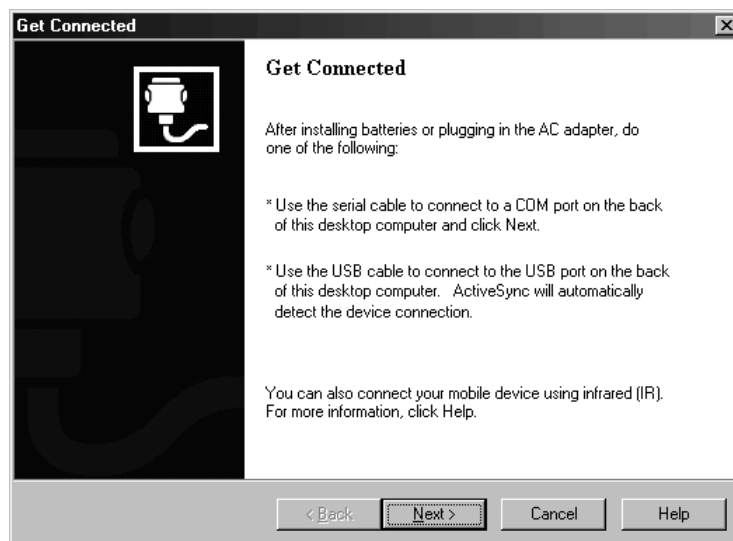 Get Connected
Get Connected
After installing batteries or plugging in the AC adapter, do
one of the following:
* Use the serial cable to connect to a COM port on the back
of this desktop computer and click Next.
* Use the USB cable to connect to the USB port on the back
of this desktop computer. ActiveSync will automatically
detect the device connection.
You can also connect your mobile device using infrared (IR).
For more information, click Help.
< Back Next > Cancel Help